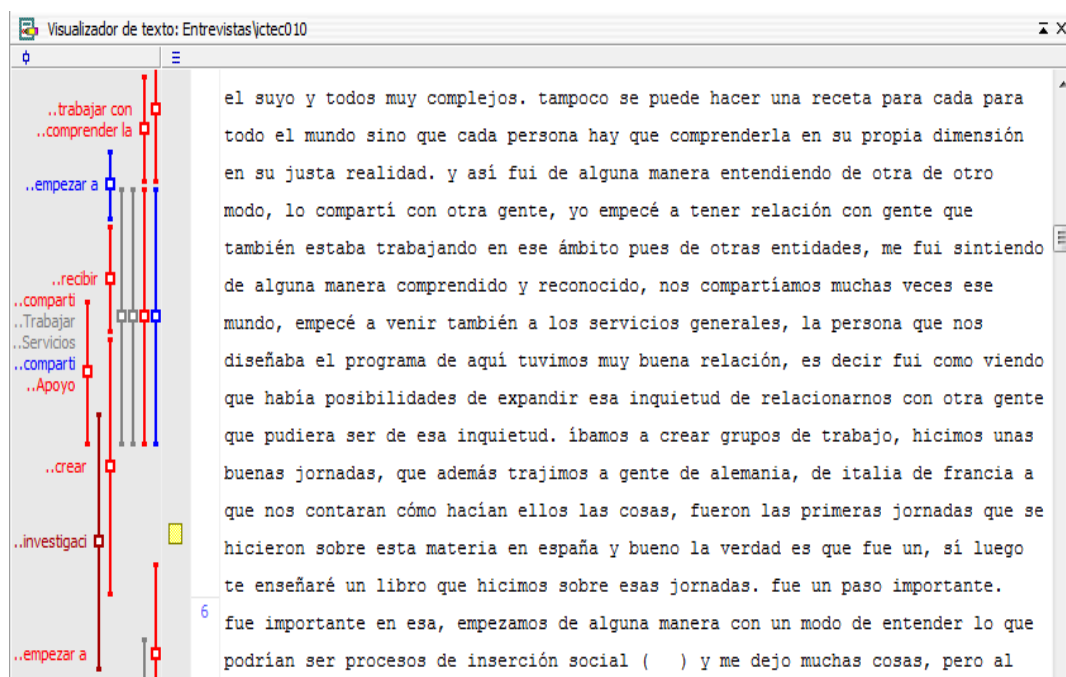 Visualizador de texto: Entrevistas\ictec010
..trabajar con
..comprender la
..empezar a
..recibir
..comparti
..Trabajar
..Servicios
..comparti
..Apoyo
..crear
..investigaci
..empezar a
el suyo y todos muy complejos. tampoco se puede hacer una receta para cada para
todo el mundo sino que cada persona hay que comprenderla en su propia dimensión
en su justa realidad. y así fui de alguna manera entendiendo de otra de otro
modo, lo compartí con otra gente, yo empecé a tener relación con gente que
también estaba trabajando en ese ámbito pues de otras entidades, me fui sintiendo
de alguna manera comprendido y reconocido, nos compartíamos muchas veces ese
mundo, empecé a venir también a los servicios generales, la persona que nos
diseñaba el programa de aquí tuvimos muy buena relación, es decir fui como viendo
que había posibilidades de expandir esa inquietud de relacionarnos con otra gente
que pudiera ser de esa inquietud. íbamos a crear grupos de trabajo, hicimos unas
buenas jornadas, que además trajimos a gente de alemania, de italia de francia a
que nos contaran cómo hacían ellos las cosas, fueron las primeras jornadas que se
hicieron sobre esta materia en españa y bueno la verdad es que fue un, sí luego
te enseñaré un libro que hicimos sobre esas jornadas. fue un paso importante.
6 fue importante en esa, empezamos de alguna manera con un modo de entender lo que
podrían ser procesos de inserción social (  ) y me dejo muchas cosas, pero al